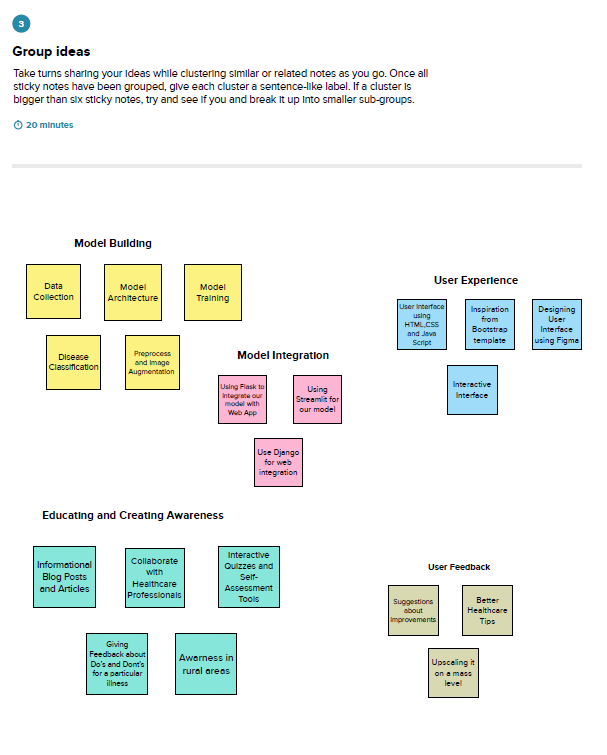 3
Group ideas
Take turns sharing your ideas while clustering similar or related notes as you go. Once all
sticky notes have been grouped, give each cluster a sentence-like label. If a cluster is
bigger than six sticky notes, try and see if you and break it up into smaller sub-groups.
20 minutes
Model Building
Data
Collection
Model
Architecture
Model
Training
Disease
Classification
Preprocess
and Image
Augmentation
User Experience
User Interface
using
HTML,CSS
and Java
Script
Inspiration
from
Bootstrap
template
Designing
User
Interface
using Figma
Interactive
Interface
Model Integration
Using Flask to
integrate our
model with
Web App
Using
Streamlit for
our model
Use Django
for web
integration
Educating and Creating Awareness
Informational
Blog Posts
and Articles
Collaborate
with
Healthcare
Professionals
Interactive
Quizzes and
Self-
Assessment
Tools
Giving
Feedback about
Do's and Dont's
for a particular
illness
Awarness in
rural areas
User Feedback
Suggestions
about
improvements
Better
Healthcare
Tips
Upscaling it
on a mass
level